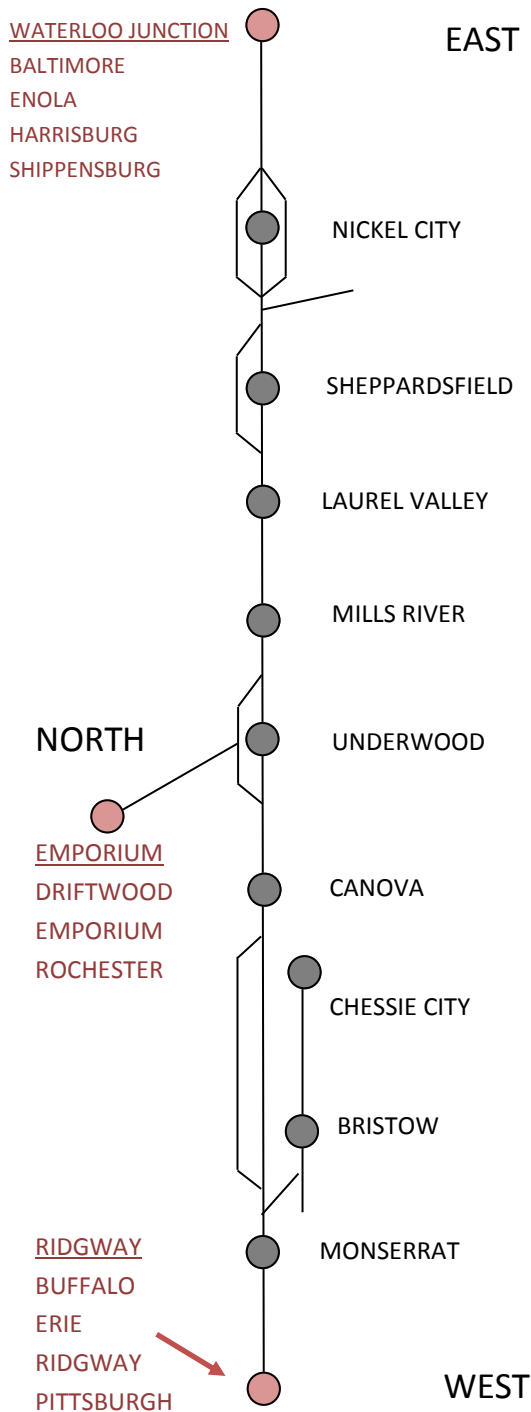 WATERLOO JUNCTION
BALTIMORE
ENOLA
HARRISBURG
SHIPPENSBURG
EAST
NICKEL CITY
SHEPPARDSFIELD
LAUREL VALLEY
MILLS RIVER
NORTH
UNDERWOOD
EMPORIUM
DRIFTWOOD
EMPORIUM
ROCHESTER
CANOVA
CHESSIE CITY
BRISTOW
MONSERRAT
RIDGWAY
BUFFALO
ERIE
RIDGWAY
PITTSBURGH
WEST